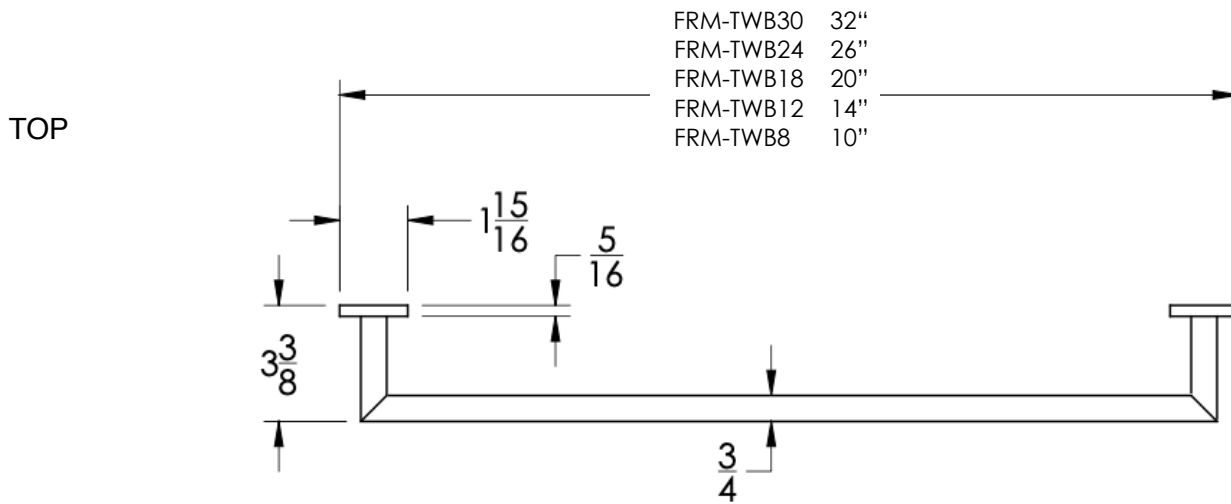 FRM-TWB30 32“
FRM-TWB24 26”
FRM-TWB18 20”
FRM-TWB12 14”
FRM-TWB8 10”
TOP
1 15/16
5/16
3 3/8
3/4